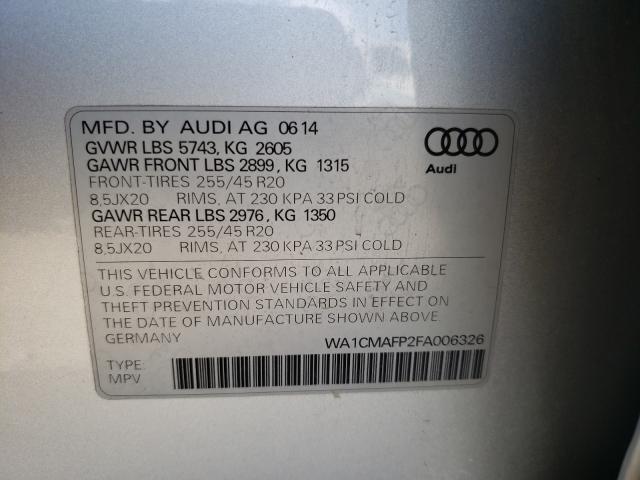 MFD. BY AUDI AG 06 14
GVWR LBS 5743, KG 2605
GAWR FRONT LBS 2899, KG 1315
FRONT-TIRES 255/45 R20
8,5JX20 RIMS, AT 230 KPA 33 PSI COLD
GAWR REAR LBS 2976, KG 1350
REAR-TIRES 255/45 R20
8,5JX20 RIMS, AT 230 KPA 33 PSI COLD
Audi
THIS VEHICLE CONFORMS TO ALL APPLICABLE
U.S. FEDERAL MOTOR VEHICLE SAFETY AND
THEFT PREVENTION STANDARDS IN EFFECT ON
THE DATE OF MANUFACTURE SHOWN ABOVE.
GERMANY WA1CMAFP2FA006326
TYPE:
MPV